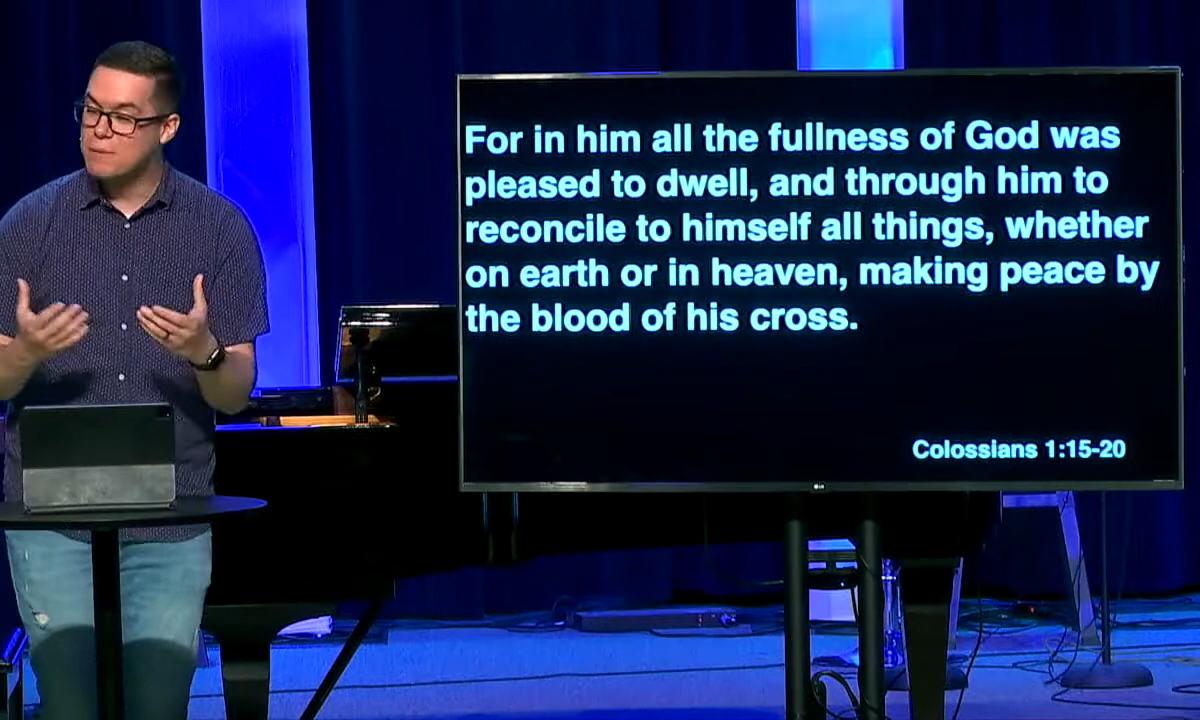 For in him all the fullness of God was
pleased to dwell, and through him to
reconcile to himself all things, whether
on earth or in heaven, making peace by
the blood of his cross.
Colossians 1:15-20
LG